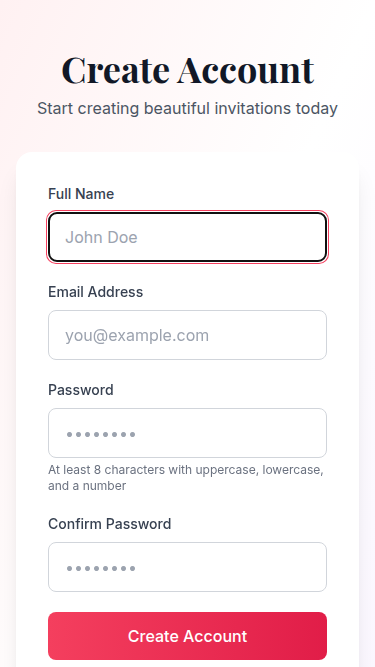 Create Account
Start creating beautiful invitations today
Full Name
John Doe
Email Address
you@example.com
Password
••••••••
At least 8 characters with uppercase, lowercase,
and a number
Confirm Password
••••••••
Create Account